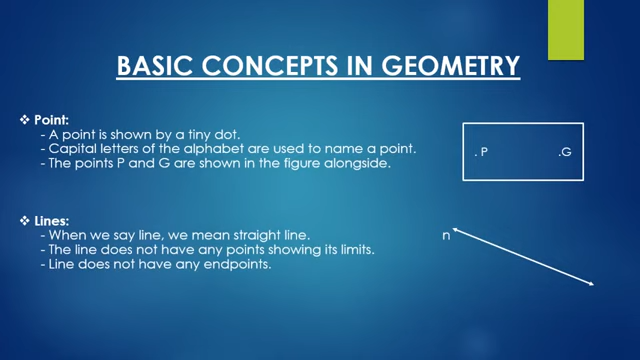 BASIC CONCEPTS IN GEOMETRY
❖ Point:
- A point is shown by a tiny dot.
- Capital letters of the alphabet are used to name a point.
- The points P and G are shown in the figure alongside.
. P .G
❖ Lines:
- When we say line, we mean straight line.
- The line does not have any points showing its limits.
- Line does not have any endpoints.
n